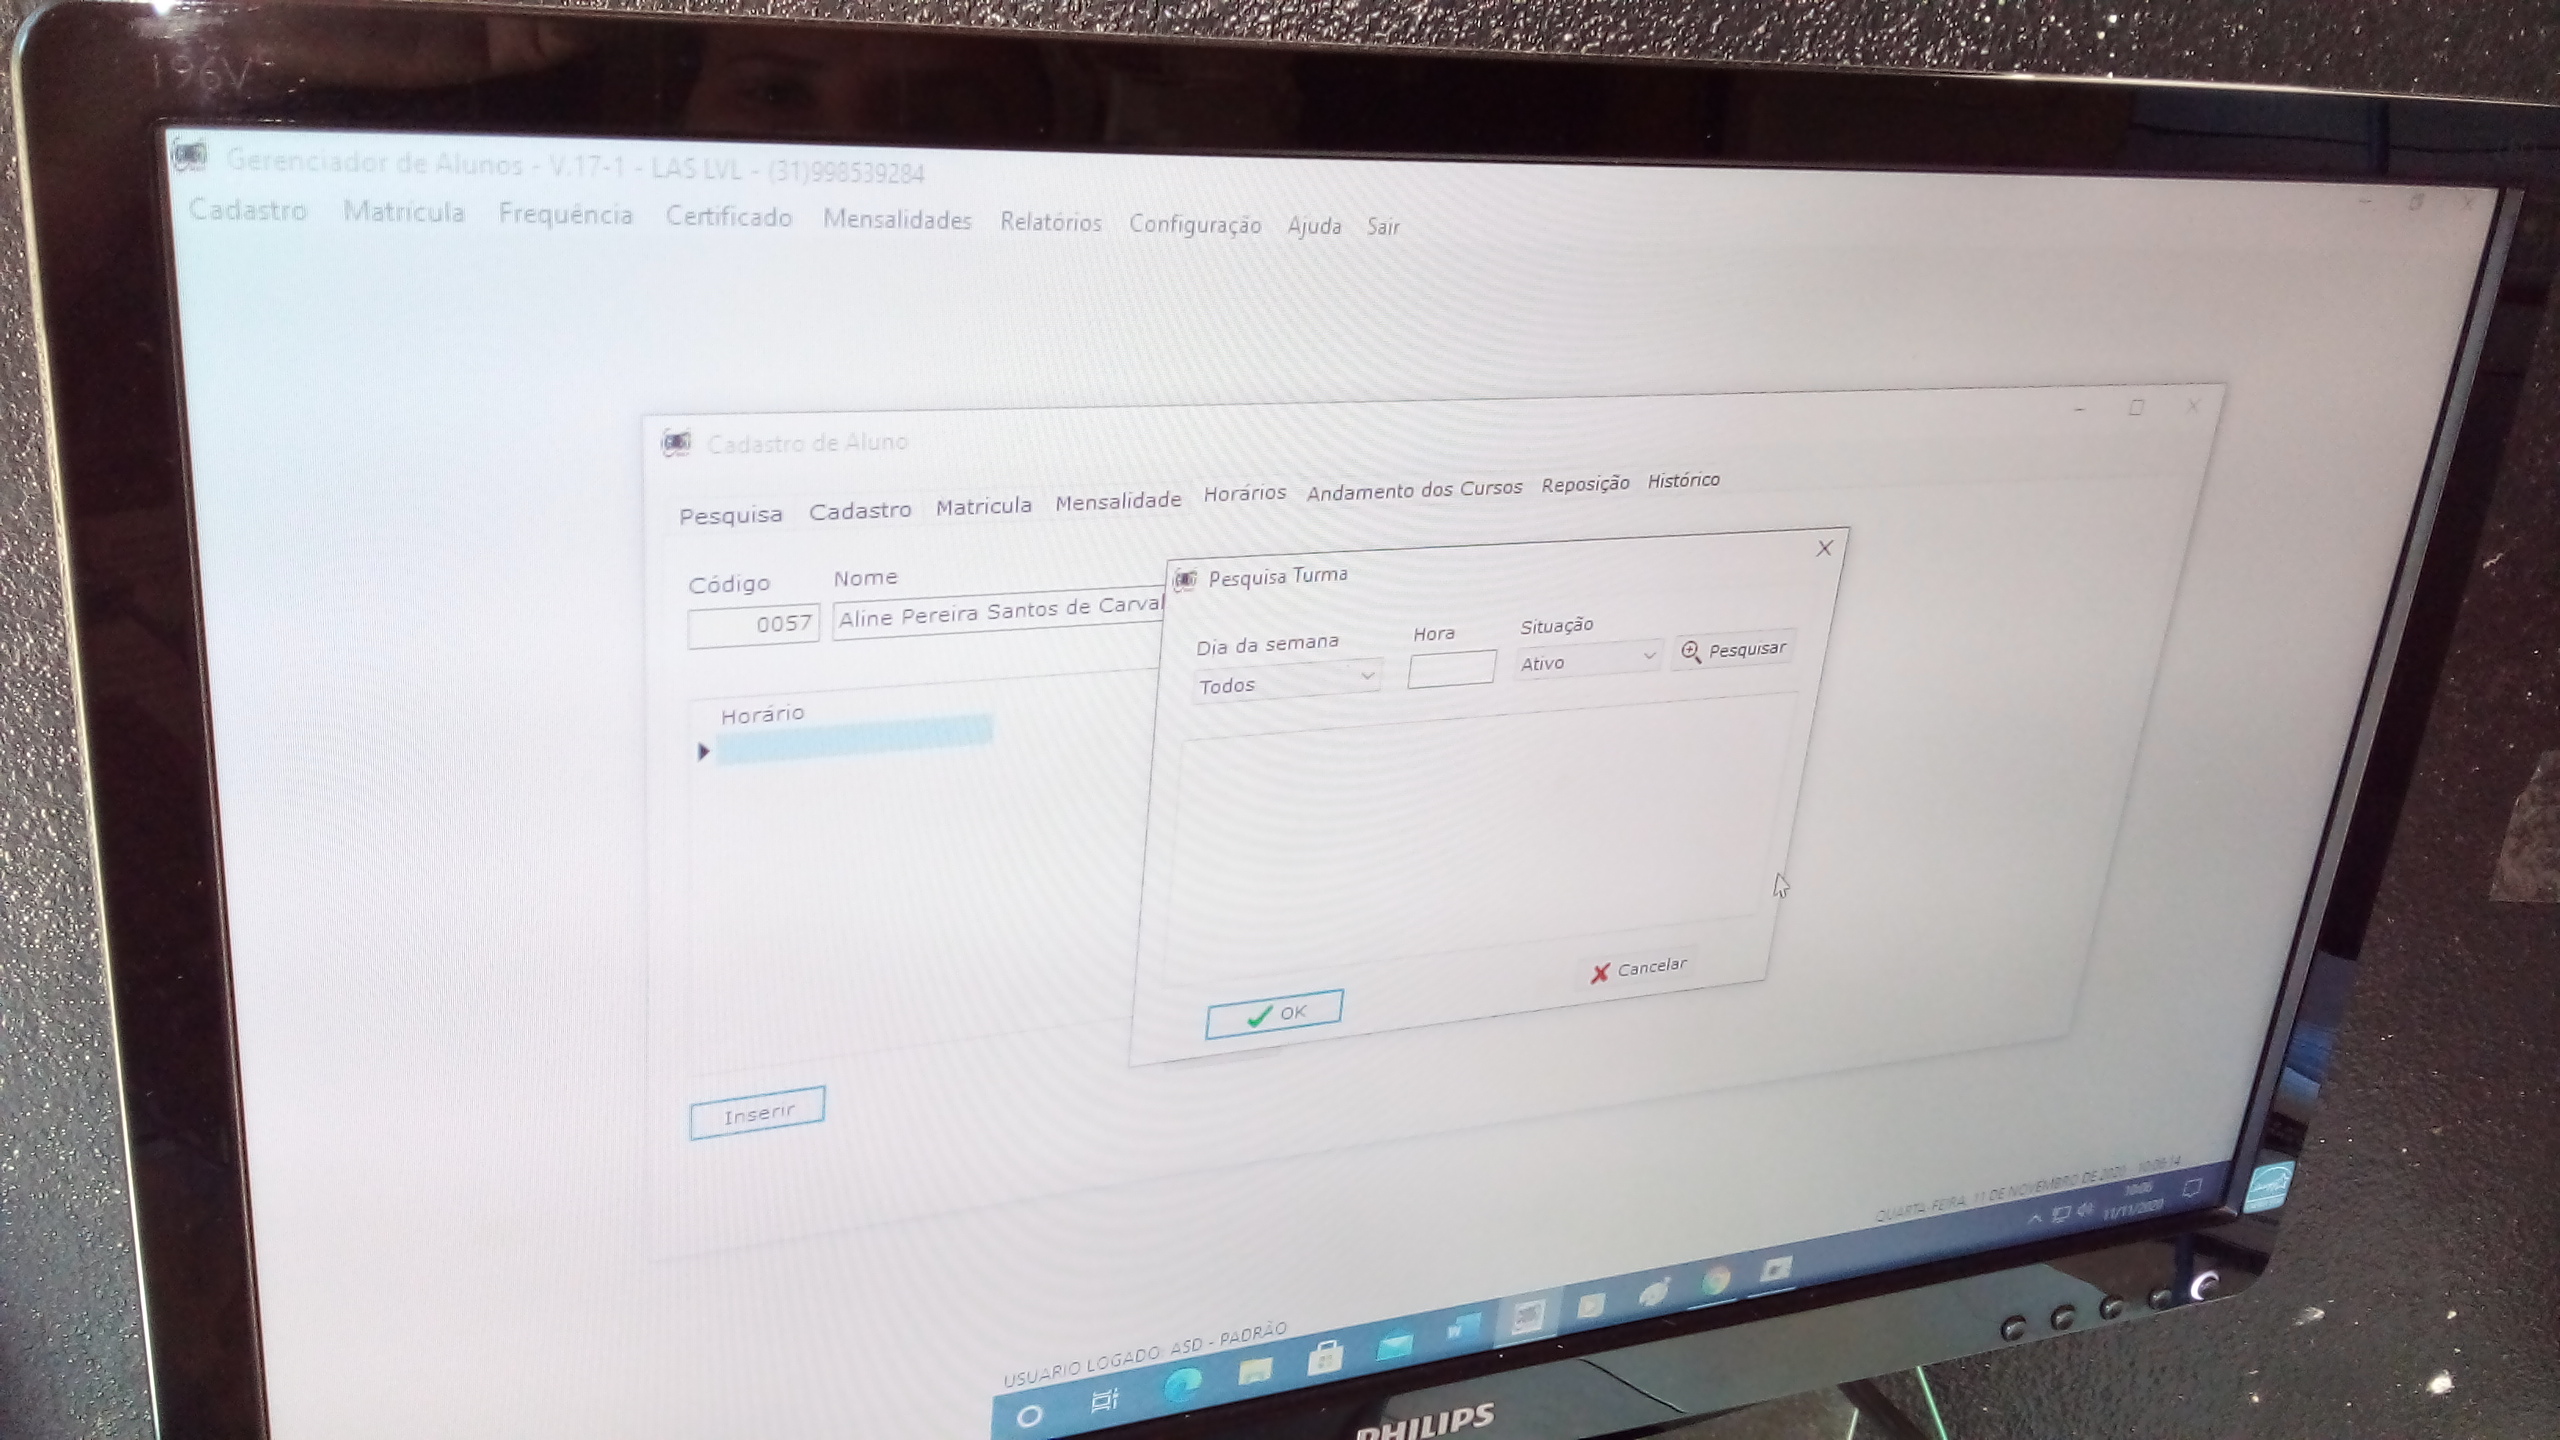 196V
Gerenciador de Alunos - V.17-1 - LAS LVL - (31)998539284
Cadastro Matrícula Frequência Certificado Mensalidades Relatórios Configuração Ajuda Sair
Cadastro de Aluno
Pesquisa Cadastro Matricula Mensalidade Horários Andamento dos Cursos Reposição Histórico
Código Nome
0057 Aline Pereira Santos de Carval
Pesquisa Turma
Dia da semana Hora Situação
Todos Ativo Pesquisar
Horário
OK Cancelar
Inserir
QUARTA-FEIRA, 11 DE NOVEMBRO DE 2020 - 10:06:14
10:06
11/11/2020
USUARIO LOGADO: ASD - PADRÃO
PHILIPS